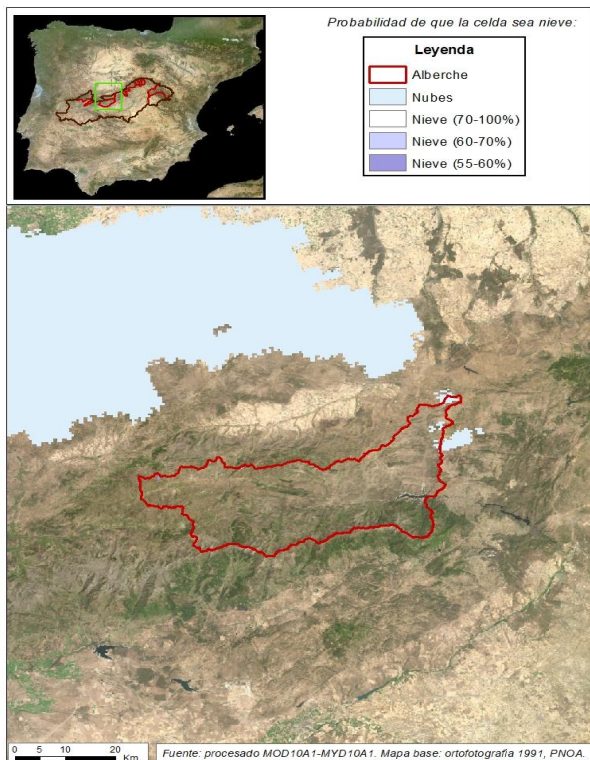 Probabilidad de que la celda sea nieve:
Leyenda
Alberche
Nubes
Nieve (70-100%)
Nieve (60-70%)
Nieve (55-60%)
0 5 10 20
Km
Fuente: procesado MOD10A1-MYD10A1. Mapa base: ortofotografía 1991, PNOA.